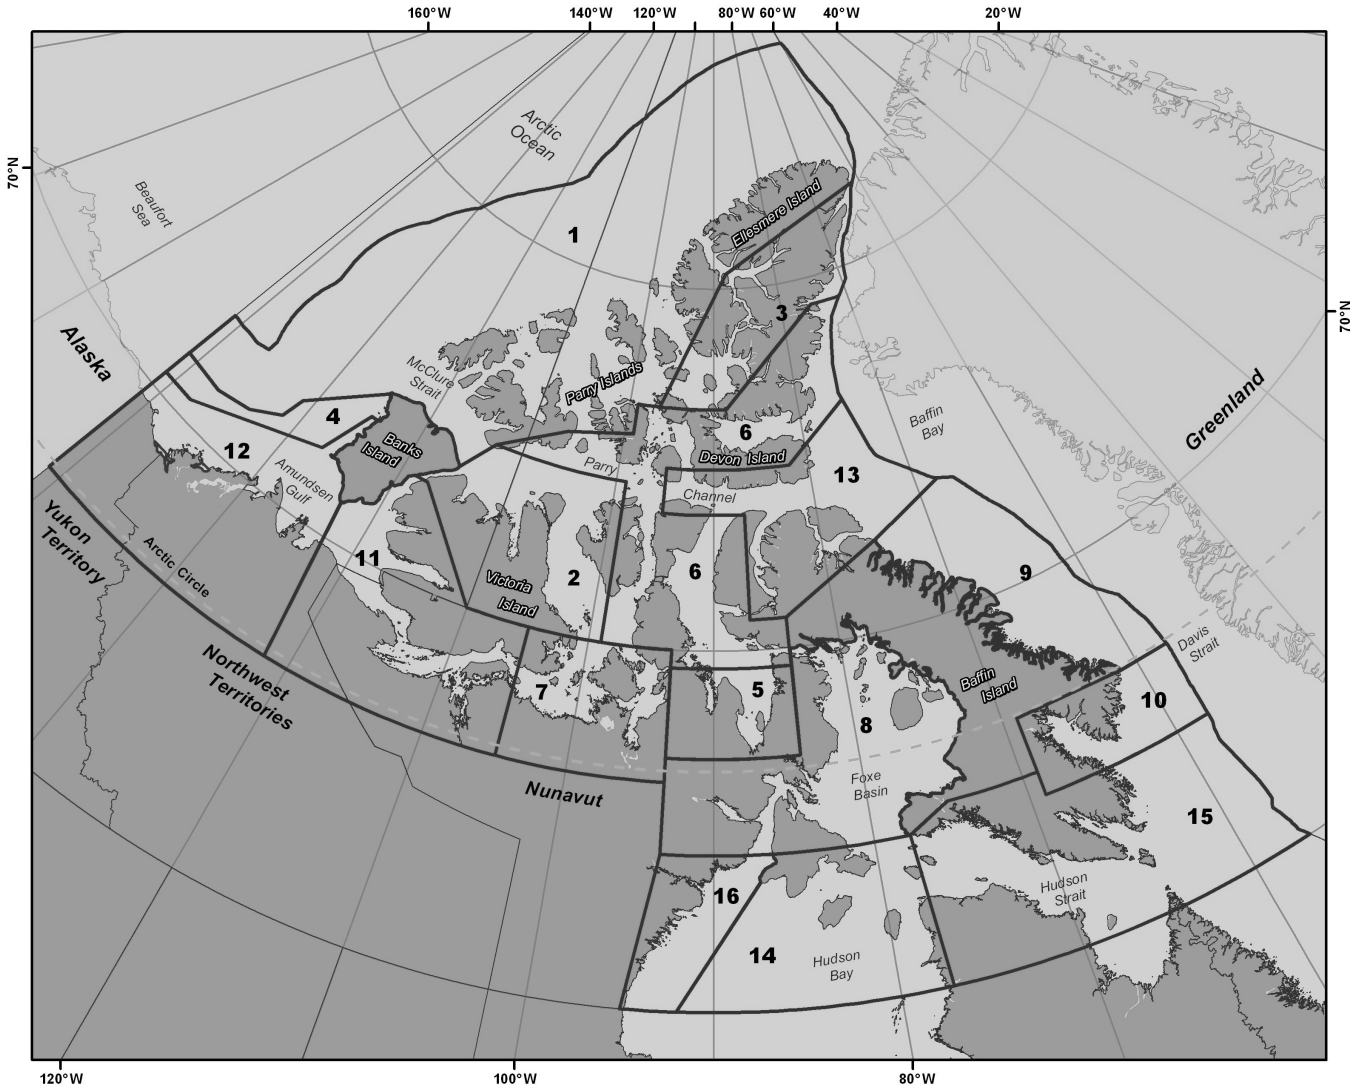 160°W
140°W
120°W
80°W
60°W
40°W
20°W
70°N
Arctic
Ocean
Beaufort
Sea
1
Ellesmere Island
3
70°N
Alaska
McClure
Strait
Parry Islands
4
Banks
Island
12
Amundsen
Gulf
6
Devon Island
Parry
Channel
Baffin
Bay
Greenland
13
Yukon
Territory
Arctic Circle
11
Victoria
Island
2
6
9
Davis
Strait
Northwest
Territories
7
5
8
Baffin
Island
10
Nunavut
Foxe
Basin
15
16
Hudson
Strait
14
Hudson
Bay
120°W
100°W
80°W